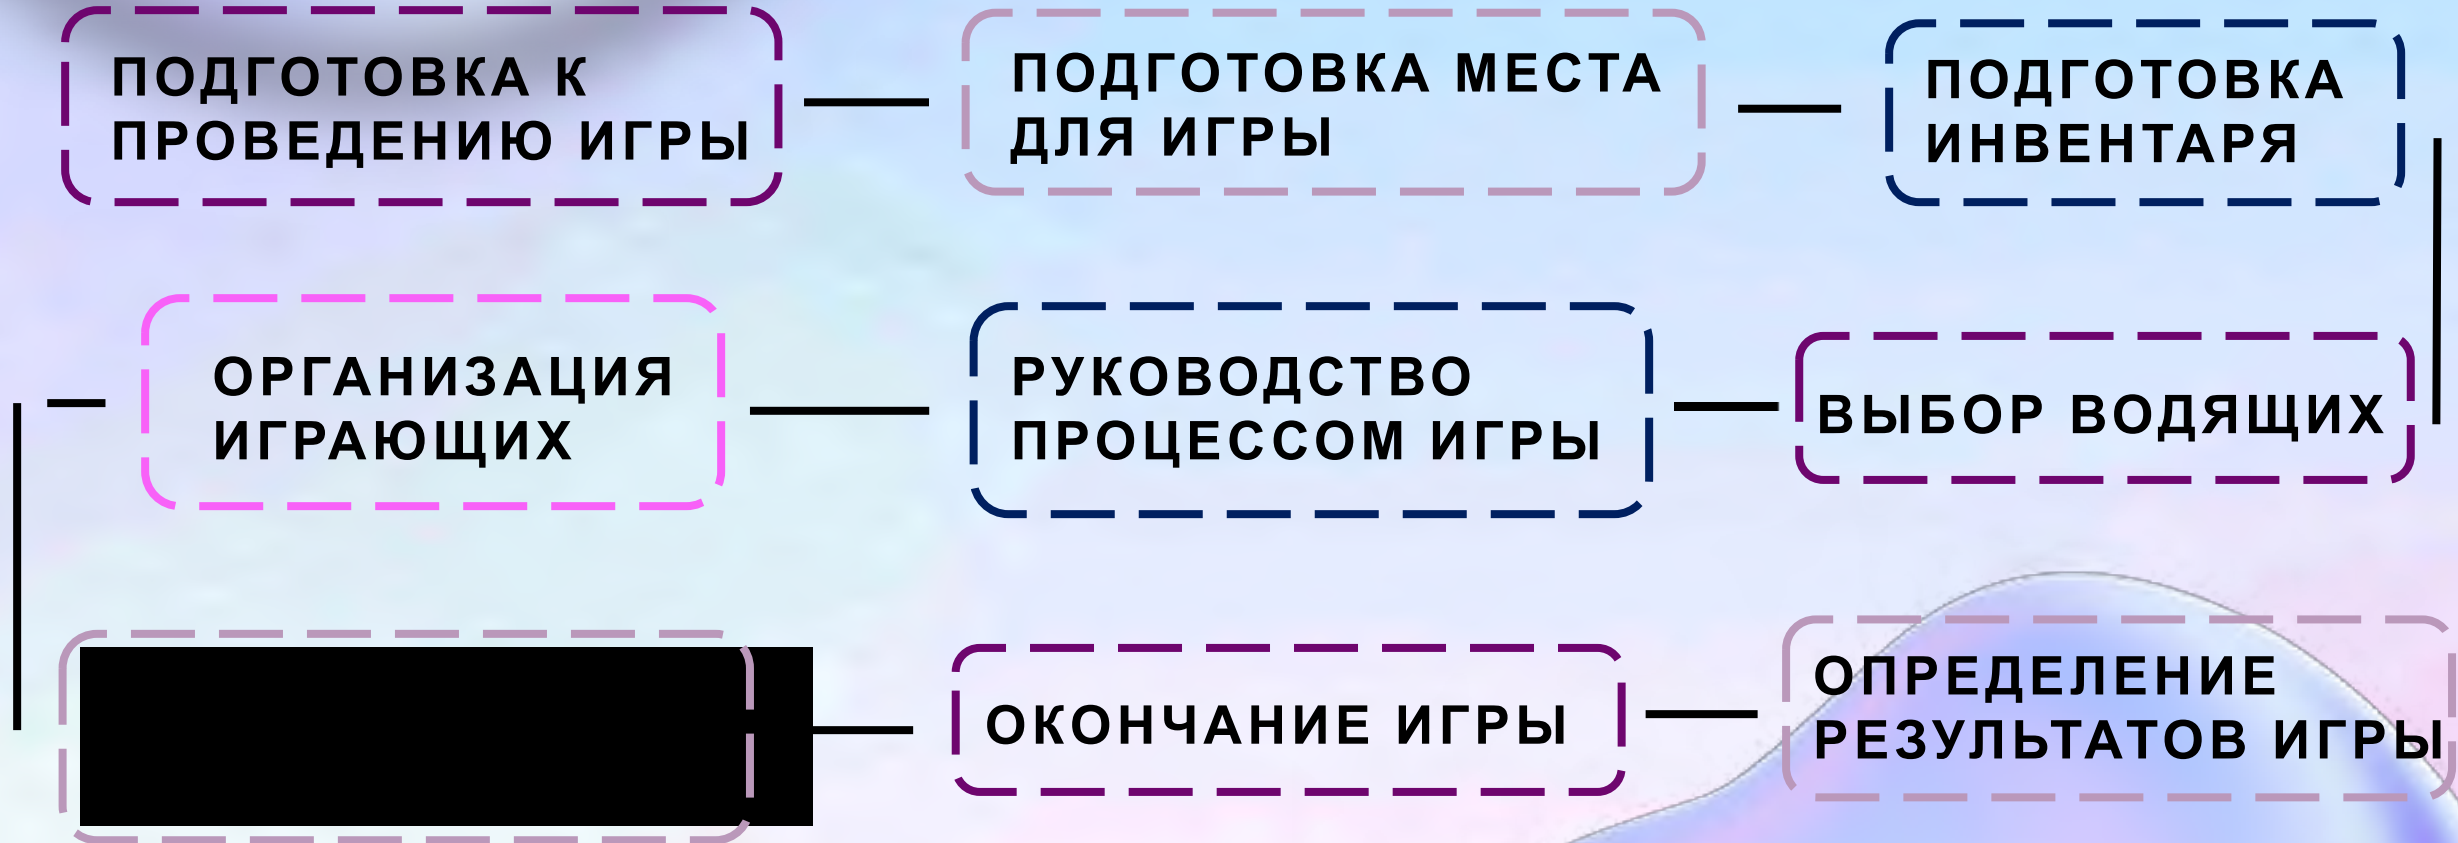 ПОДГОТОВКА К
ПРОВЕДЕНИЮ ИГРЫ
ПОДГОТОВКА МЕСТА
ДЛЯ ИГРЫ
ПОДГОТОВКА
ИНВЕНТАРЯ
ОРГАНИЗАЦИЯ
ИГРАЮЩИХ
РУКОВОДСТВО
ПРОЦЕССОМ ИГРЫ
ВЫБОР ВОДЯЩИХ
ОКОНЧАНИЕ ИГРЫ
ОПРЕДЕЛЕНИЕ
РЕЗУЛЬТАТОВ ИГРЫ